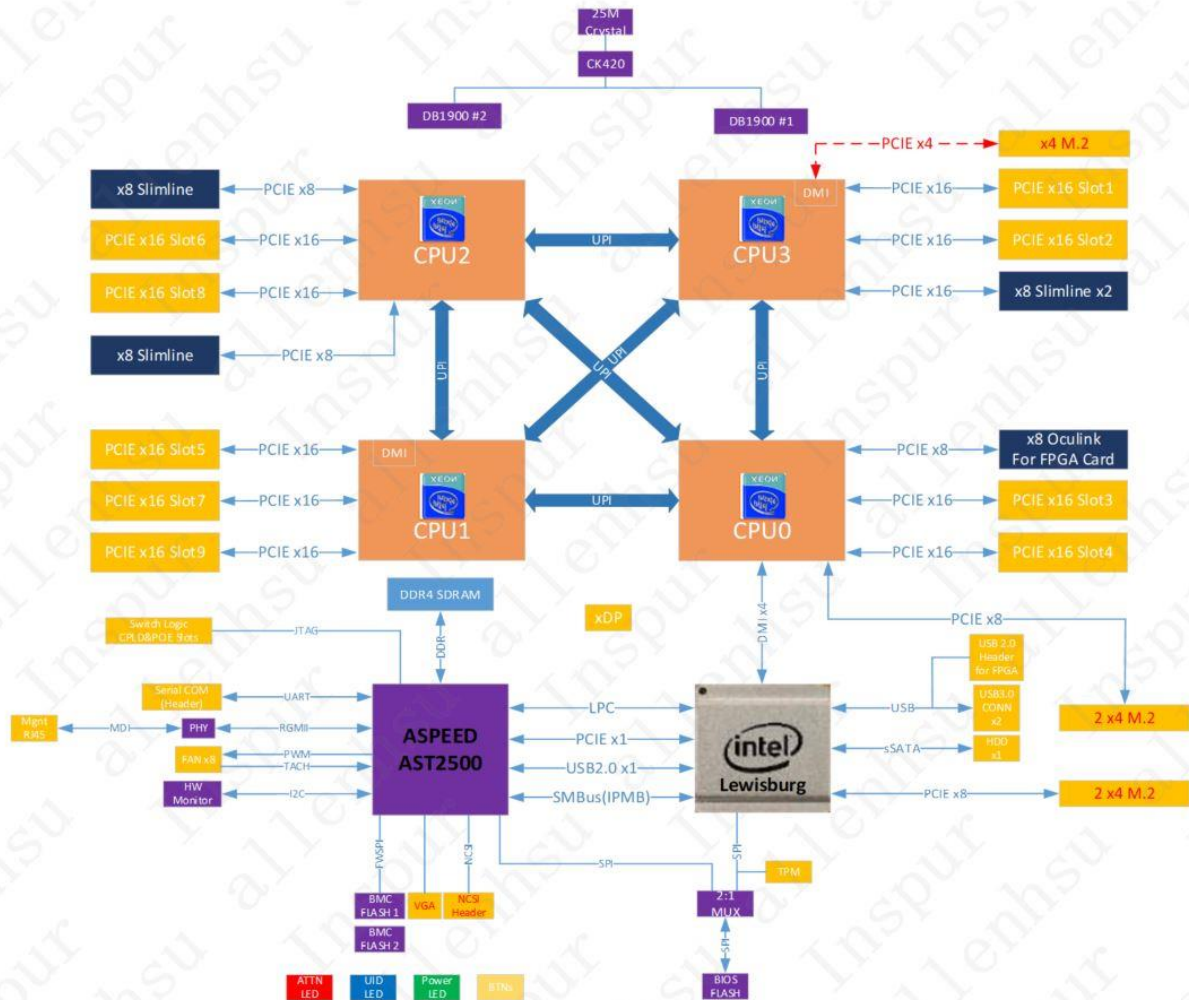 25M
Crystal
CK420
DB1900 #2
DB1900 #1
PCIE x4
x4 M.2
x8 Slimline
PCIE x8
XEON
CPU2
UPI
DMI
XEON
CPU3
PCIE x16
PCIE x16 Slot1
PCIE x16 Slot6
PCIE x16
PCIE x16
PCIE x16 Slot2
PCIE x16 Slot8
PCIE x16
PCIE x16
x8 Slimline x2
x8 Slimline
PCIE x8
UPI
UPI
UPI
UPI
PCIE x16 Slot5
PCIE x16
DMI
XEON
CPU1
UPI
XEON
CPU0
PCIE x8
x8 Oculink
For FPGA Card
PCIE x16 Slot7
PCIE x16
PCIE x16
PCIE x16 Slot3
PCIE x16 Slot9
PCIE x16
PCIE x16
PCIE x16 Slot4
DDR4 SDRAM
DDR
xDP
DMI x4
PCIE x8
Switch Logic
CPLD&POE Slots
JTAG
Serial COM
(Header)
UART
Mgnt
RJ45
MDI
PHY
RGMII
FAN x8
PWM
TACH
HW
Monitor
I2C
ASPEED
AST2500
LPC
PCIE x1
USB2.0 x1
SMBus(IPMB)
intel
Lewisburg
USB
USB 2.0
Header
for FPGA
USB3.0
CONN
x2
sSATA
HDD
x1
2 x4 M.2
PCIE x8
2 x4 M.2
FWSPI
NCSI
SPI
SPI
TPM
BMC
FLASH 1
VGA
NCSI
Header
2:1
MUX
BMC
FLASH 2
SPI
BIOS
FLASH
ATTN
LED
UID
LED
Power
LED
BTNs
Inspur
allenhsu